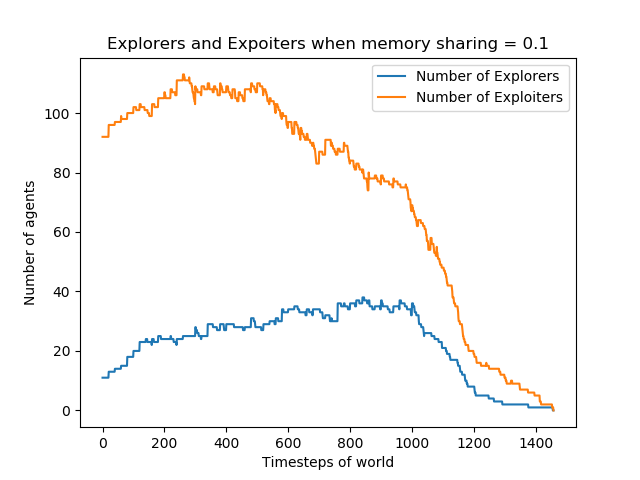 Explorers and Expoiters when memory sharing = 0.1
Number of Explorers
Number of Exploiters
Number of agents
100
80
60
40
20
0
0 200 400 600 800 1000 1200 1400
Timesteps of world